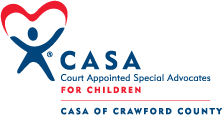 CASA
®
Court Appointed Special Advocates
FOR CHILDREN
CASA OF CRAWFORD COUNTY